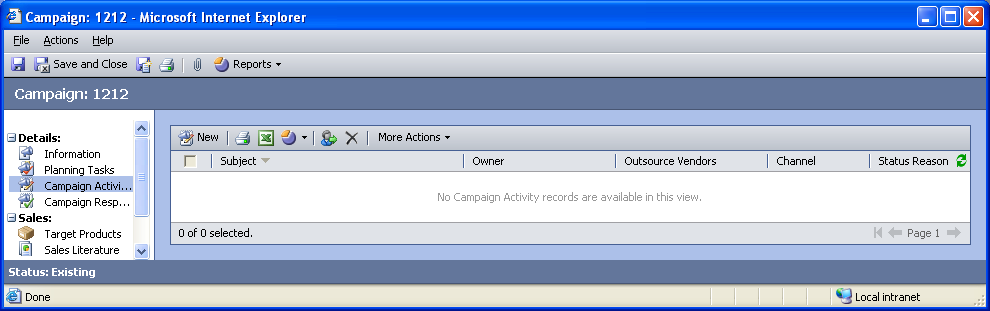 Campaign: 1212 - Microsoft Internet Explorer
File Actions Help
Save and Close Reports
Campaign: 1212
Details:
Information
Planning Tasks
Campaign Activi...
Campaign Resp...
Sales:
Target Products
Sales Literature
New More Actions
Subject Owner Outsource Vendors Channel Status Reason
No Campaign Activity records are available in this view.
0 of 0 selected. Page 1
Status: Existing
Done Local intranet